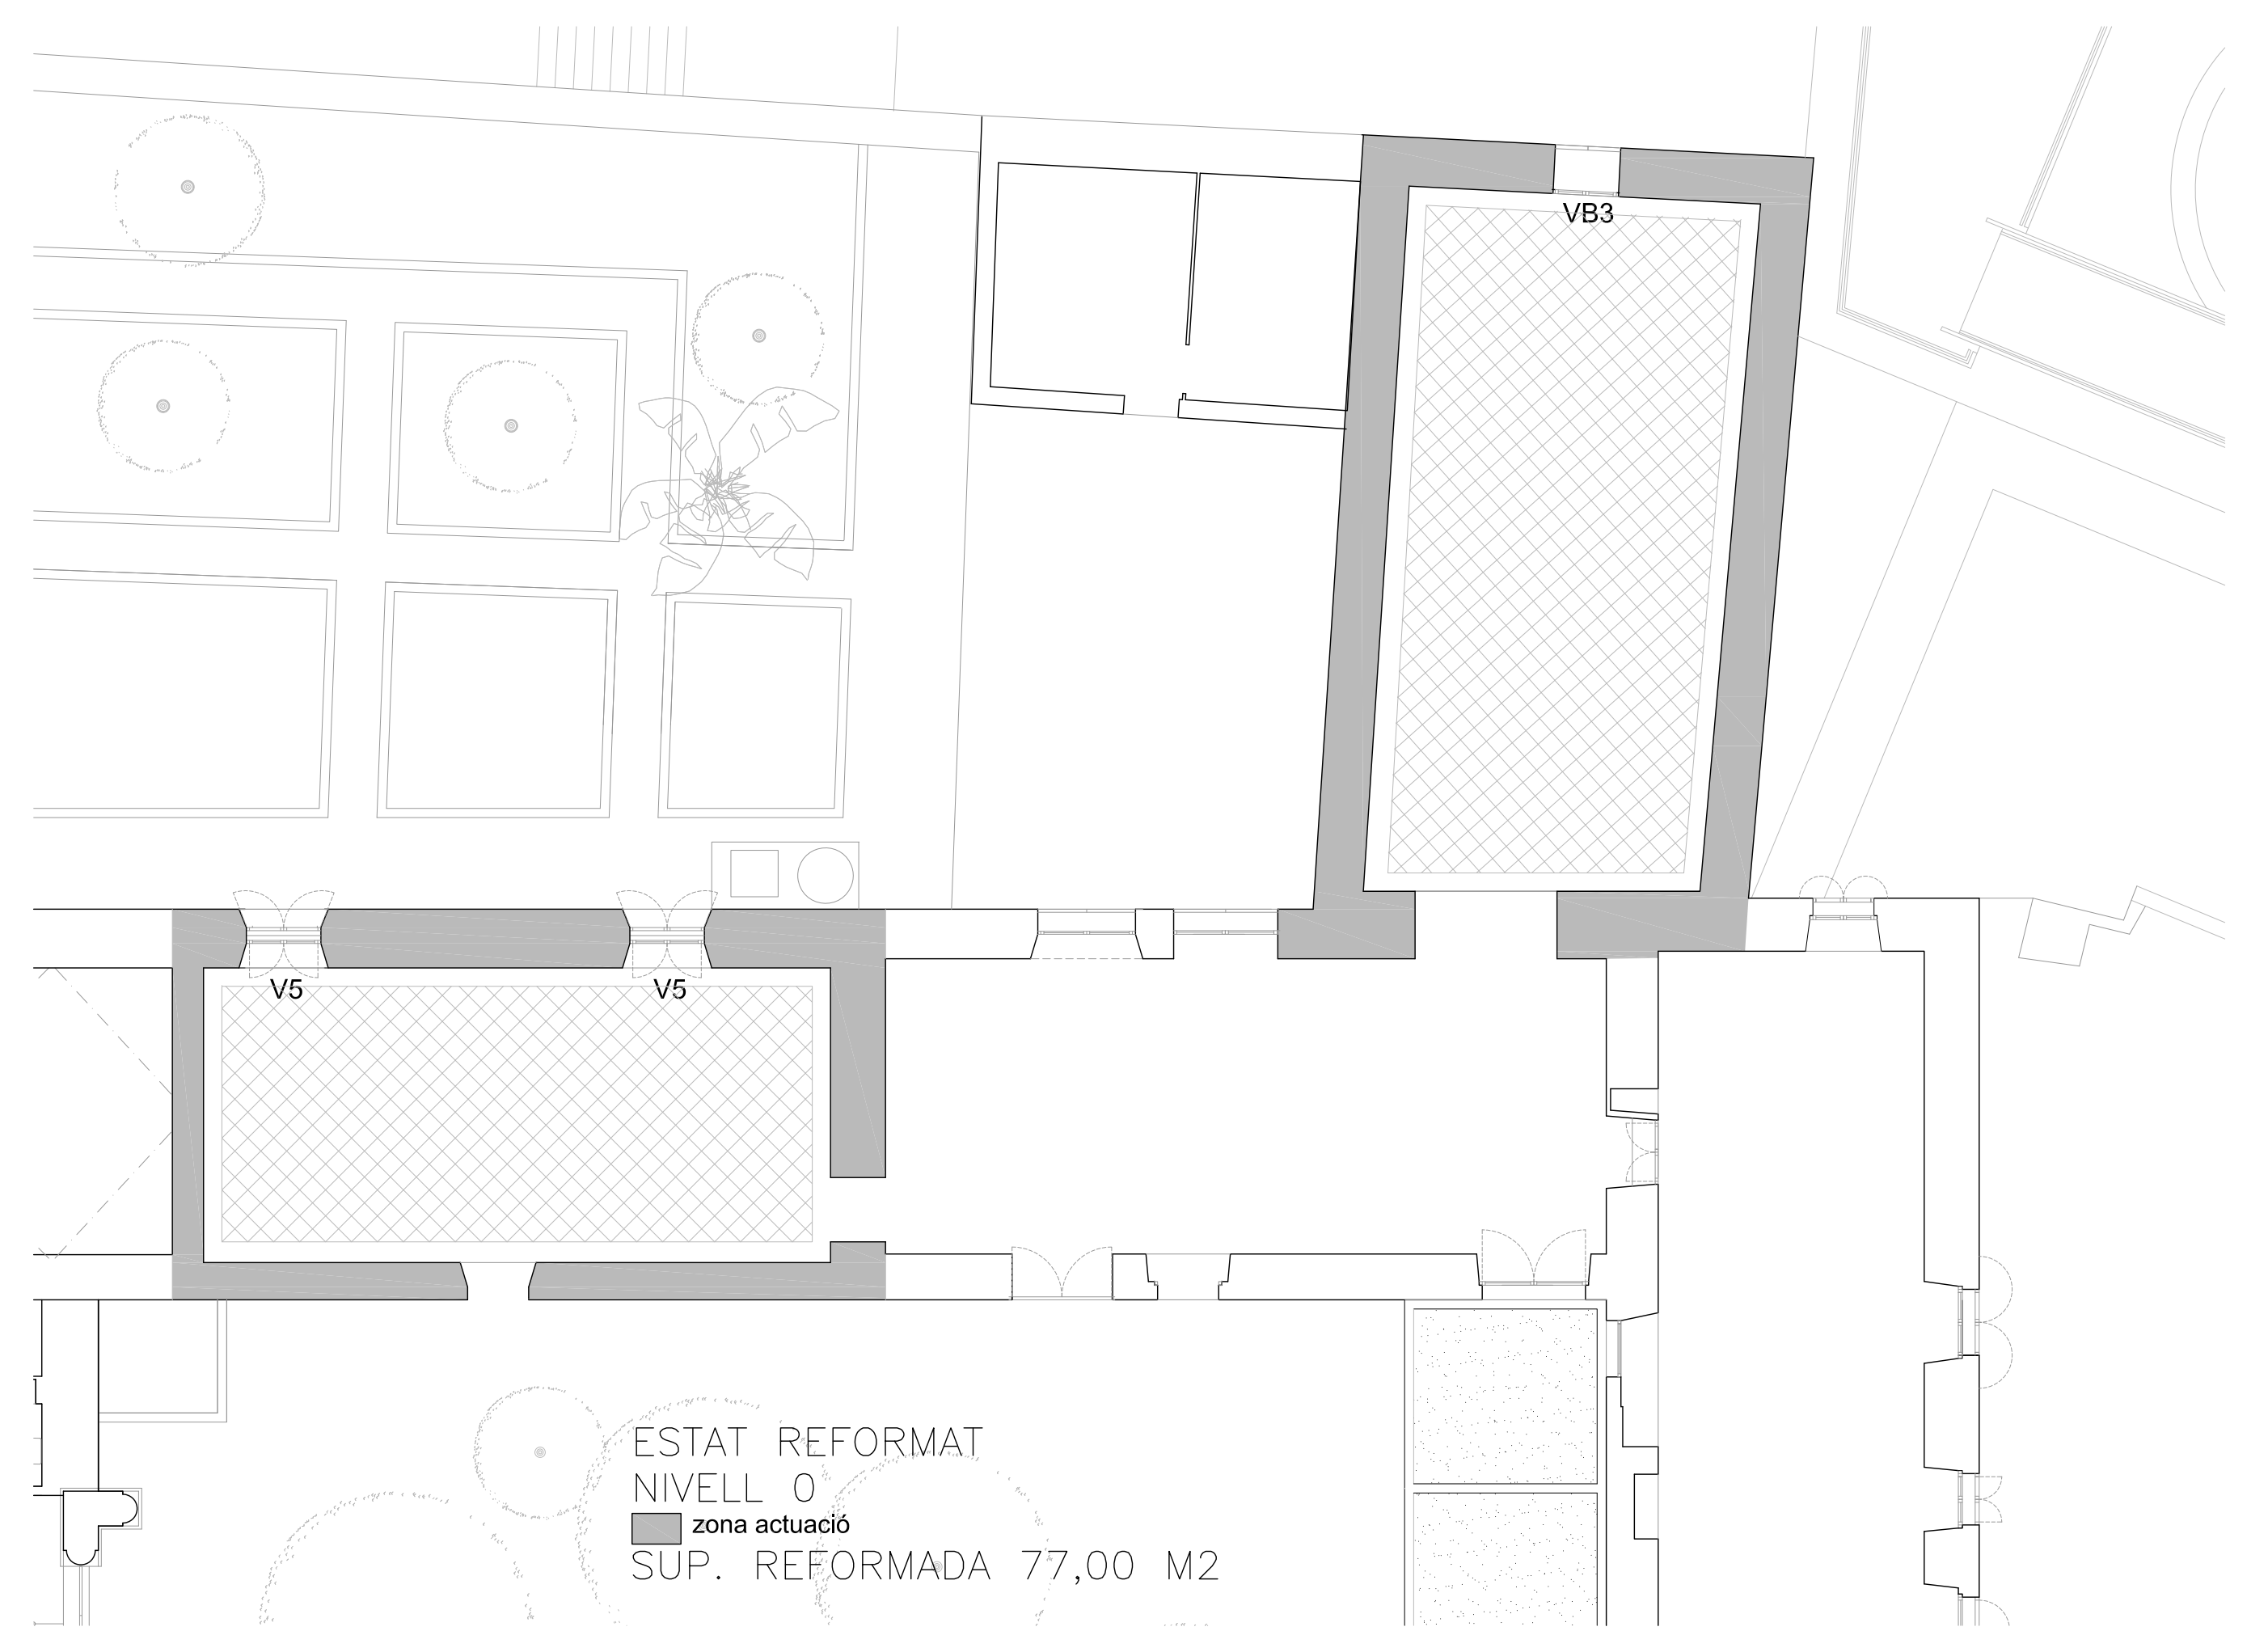 VB3
V5 V5
ESTAT REFORMAT
NIVELL 0
zona actuació
SUP. REFORMADA 77,00 M2